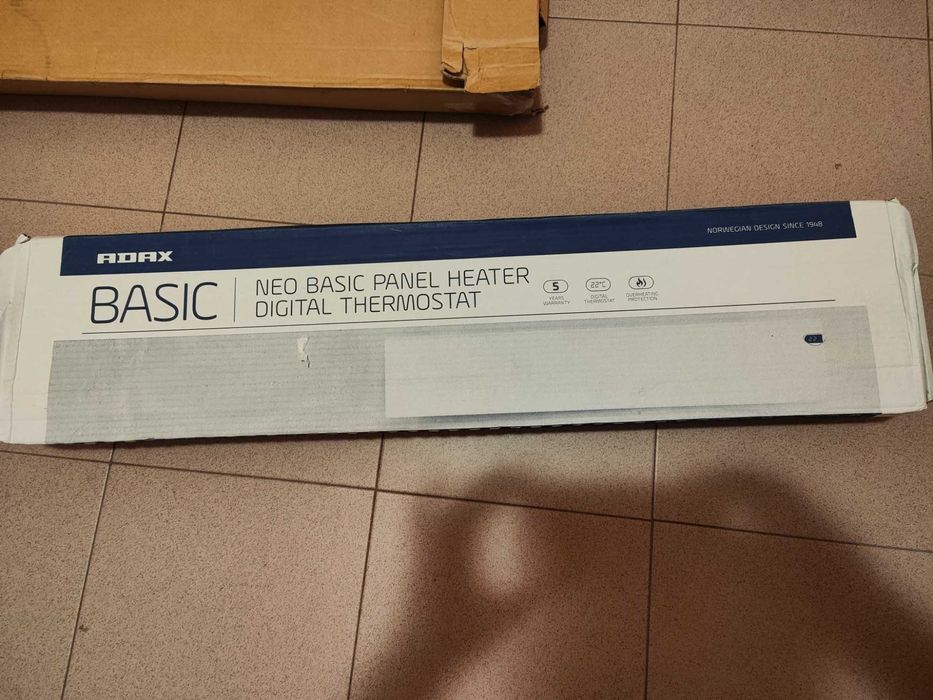 NORWEGIAN DESIGN SINCE 1948
ADAX
BASIC
NEO BASIC PANEL HEATER
DIGITAL THERMOSTAT
5
YEARS
WARRANTY
22°C
DIGITAL
THERMOSTAT
OVERHEATING
PROTECTION
22